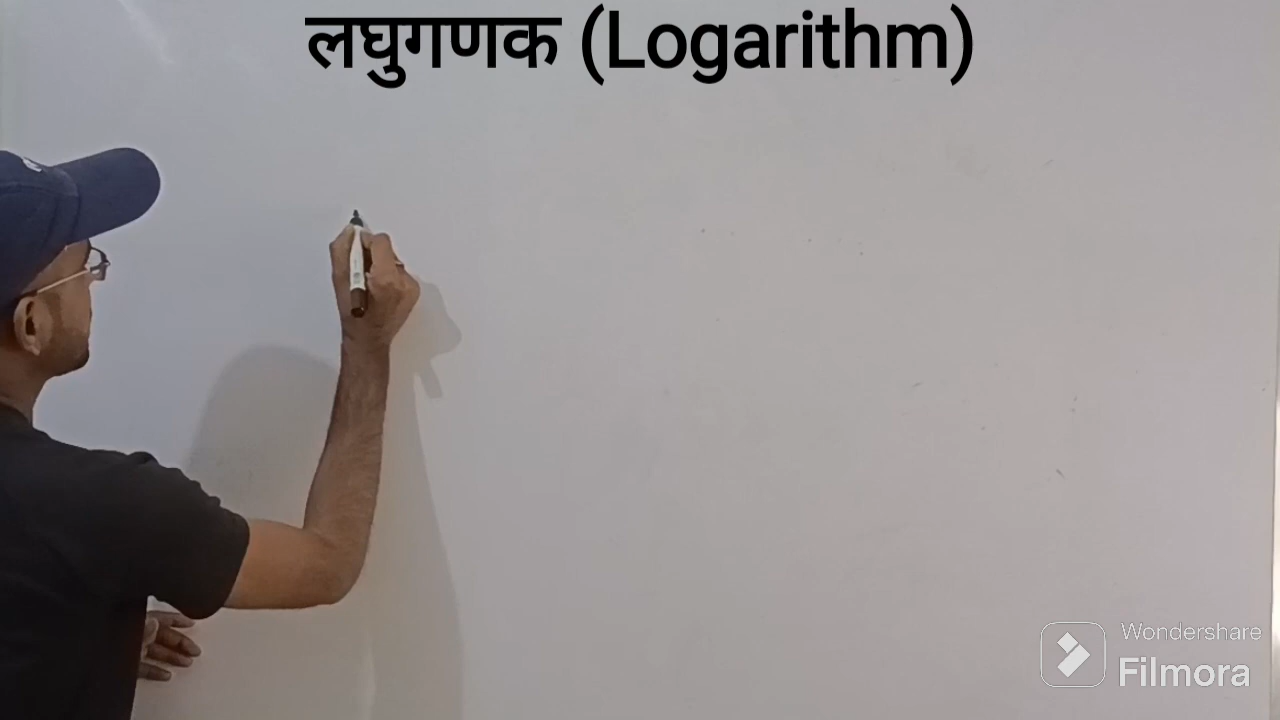 लघुगणक (Logarithm)
Wondershare
Filmora